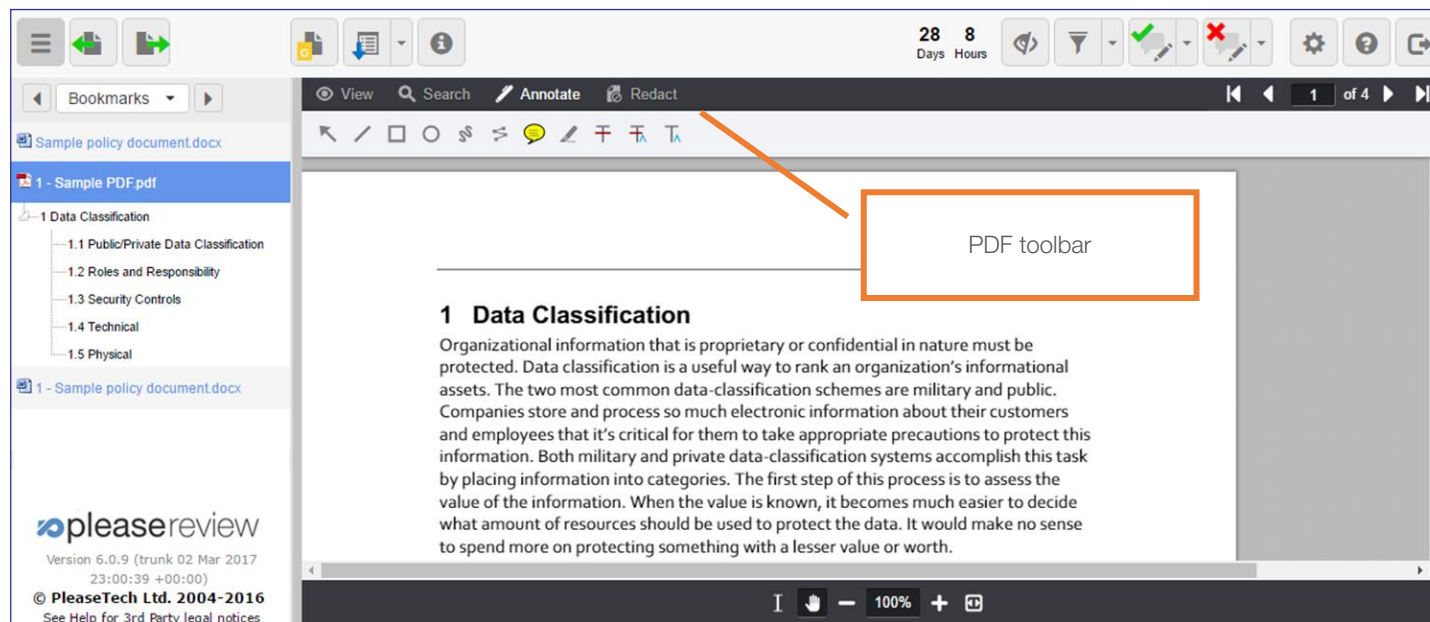 28 8
Days Hours
G
Bookmarks
View Search Annotate Redact
1 of 4
Sample policy document.docx
1 - Sample PDF.pdf
1 Data Classification
1.1 Public/Private Data Classification
1.2 Roles and Responsibility
1.3 Security Controls
1.4 Technical
1.5 Physical
1 - Sample policy document.docx
PDF toolbar
1 Data Classification
Organizational information that is proprietary or confidential in nature must be
protected. Data classification is a useful way to rank an organization's informational
assets. The two most common data-classification schemes are military and public.
Companies store and process so much electronic information about their customers
and employees that it's critical for them to take appropriate precautions to protect this
information. Both military and private data-classification systems accomplish this task
by placing information into categories. The first step of this process is to assess the
value of the information. When the value is known, it becomes much easier to decide
what amount of resources should be used to protect the data. It would make no sense
to spend more on protecting something with a lesser value or worth.
pleasereview
Version 6.0.9 (trunk 02 Mar 2017
23:00:39 +00:00)
© PleaseTech Ltd. 2004-2016
See Help for 3rd Party legal notices
100%